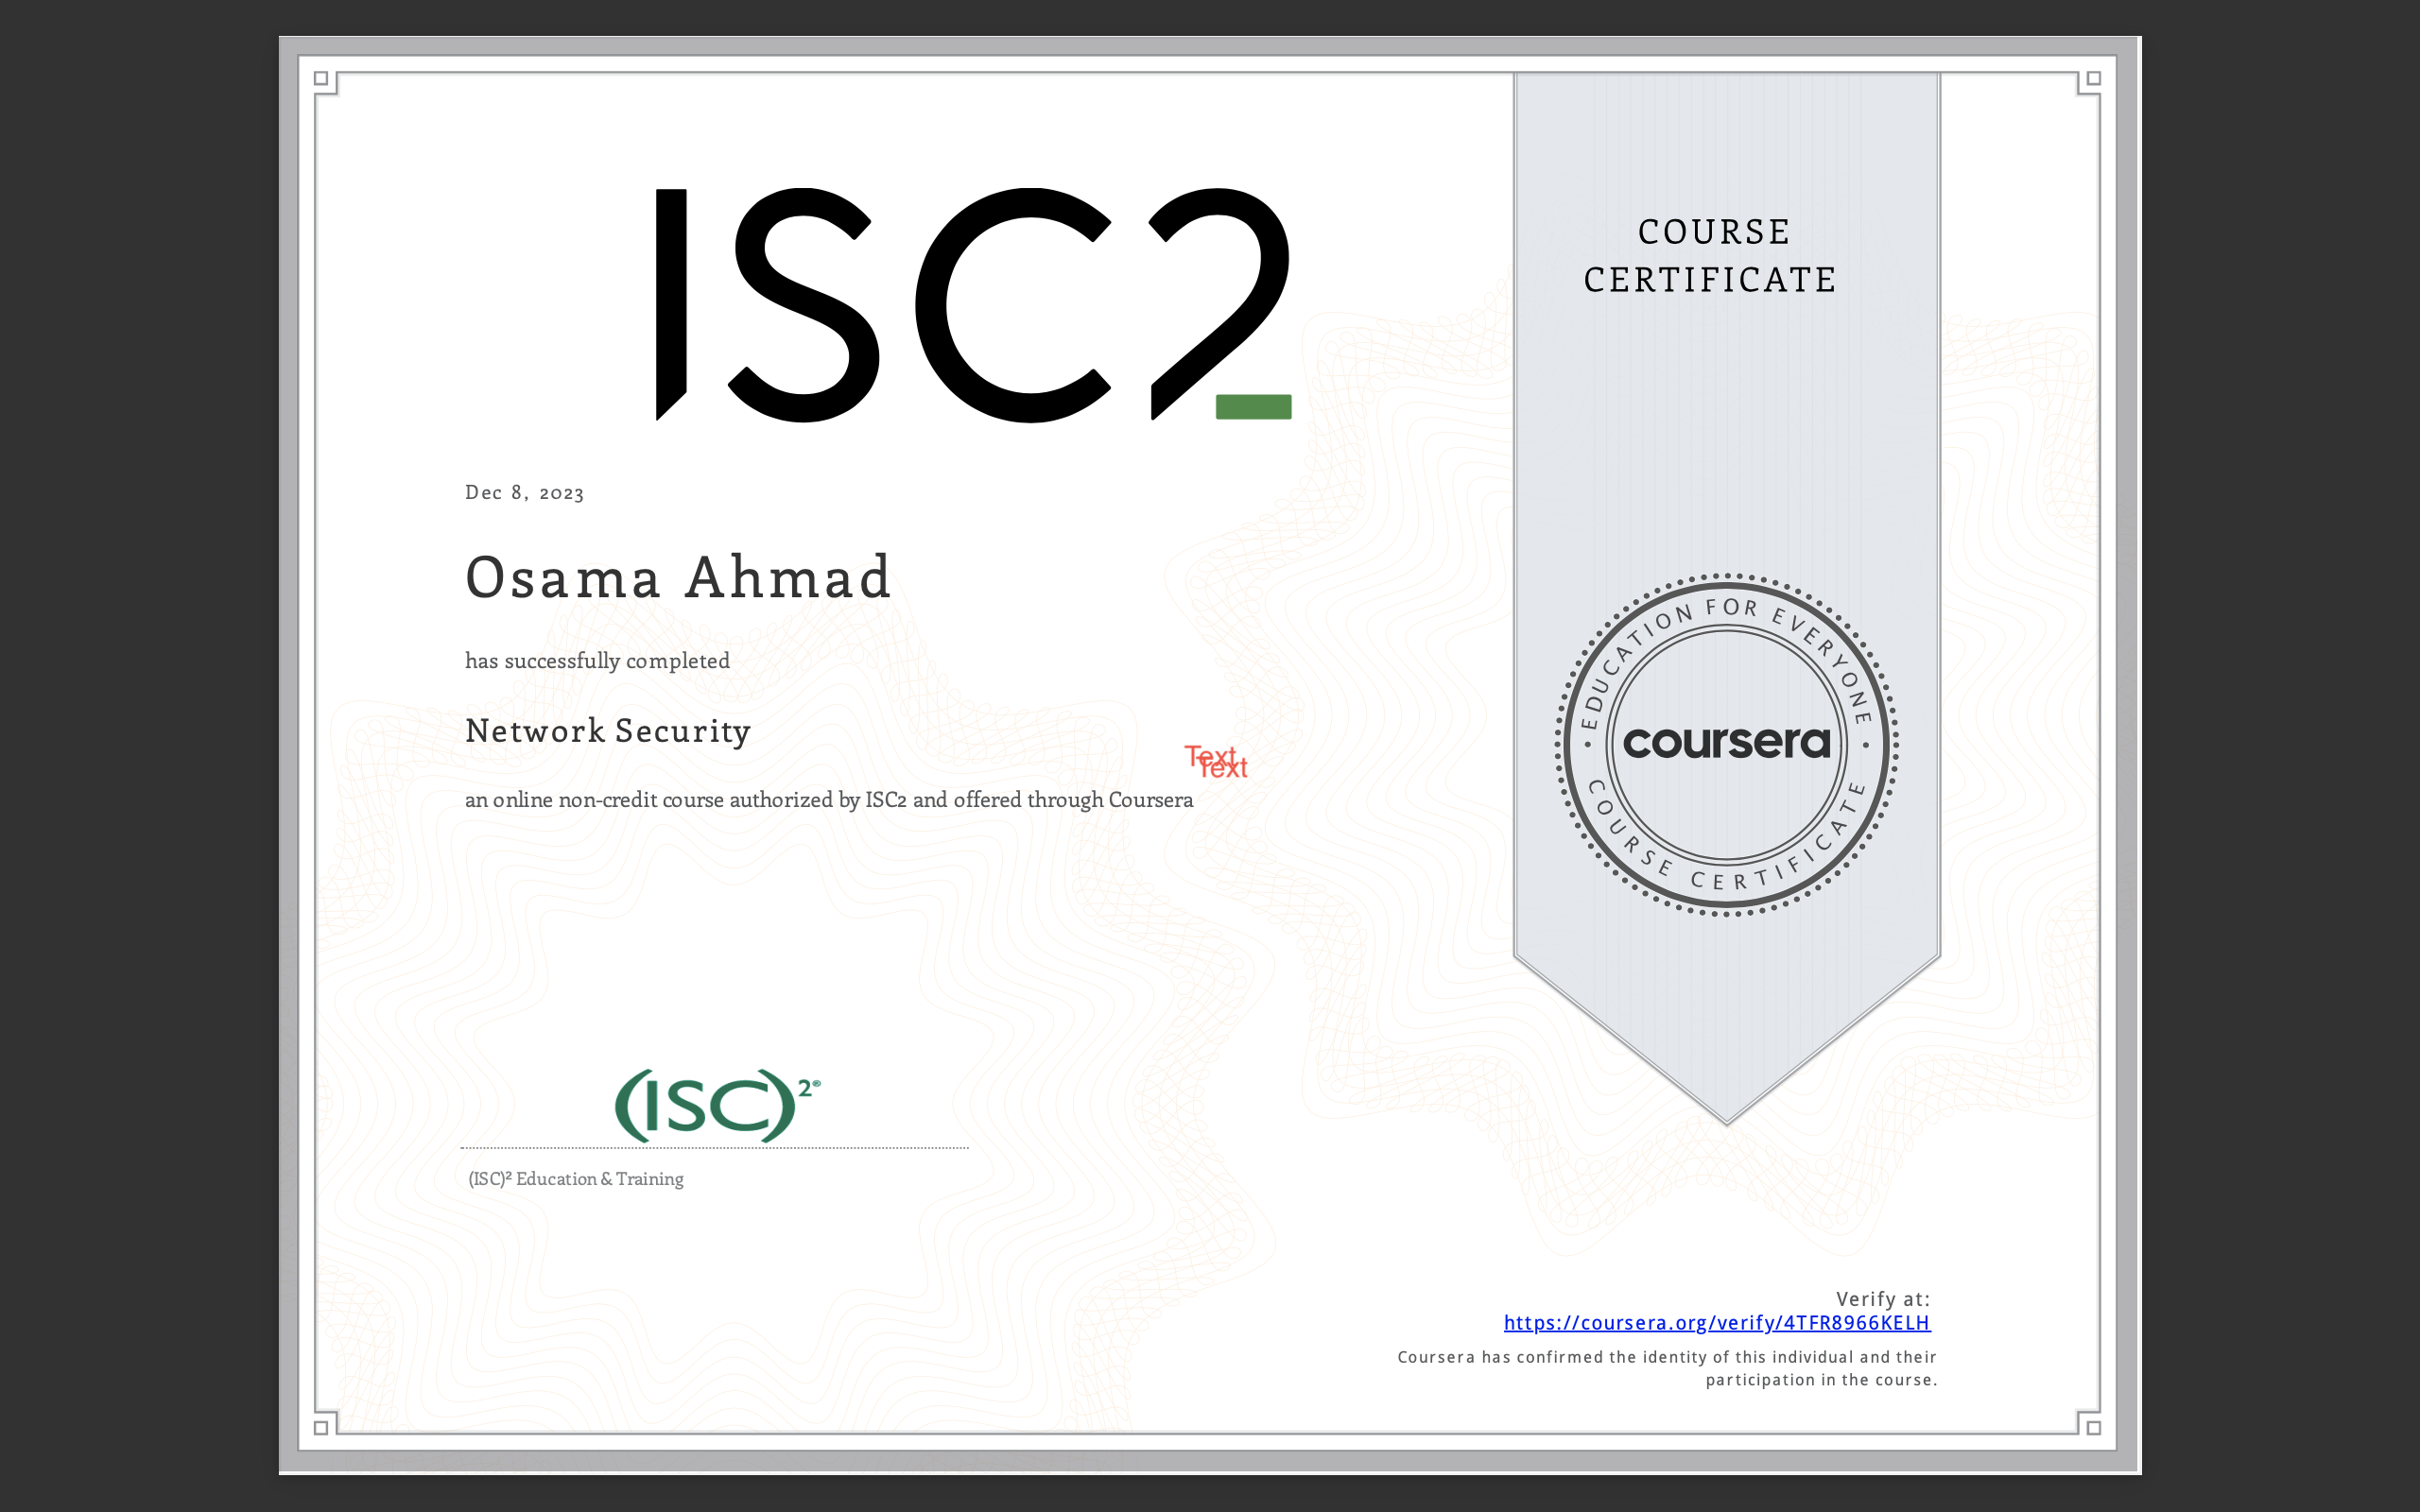 ISC2
COURSE
CERTIFICATE
Dec 8, 2023
Osama Ahmad
has successfully completed
Network Security
Text
Text
an online non-credit course authorized by ISC2 and offered through Coursera
• EDUCATION FOR EVERYONE •
coursera
COURSE CERTIFICATE
(ISC)²®
(ISC)² Education & Training
Verify at:
https://coursera.org/verify/4TFR8966KELH
Coursera has confirmed the identity of this individual and their
participation in the course.